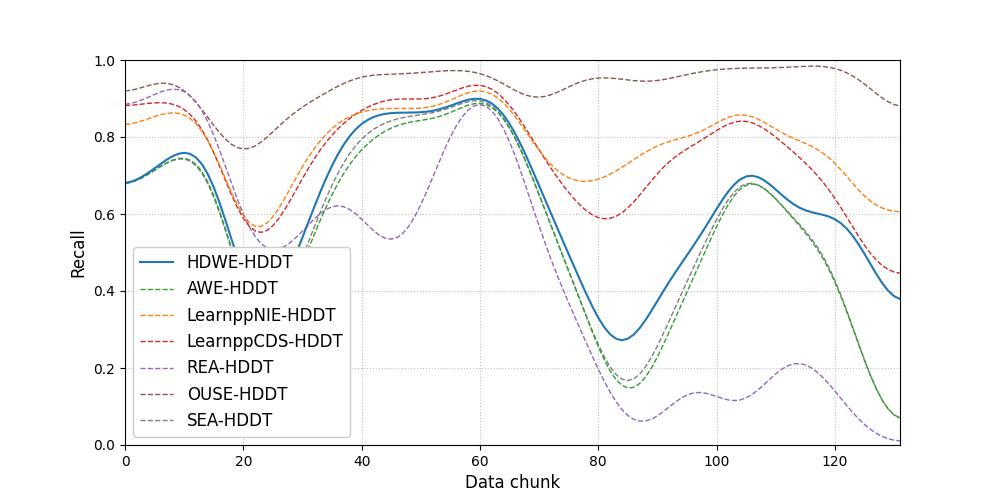 1.0
0.8
0.6
0.4
0.2
0.0
Recall
HDWE-HDDT
AWE-HDDT
LearnppNIE-HDDT
LearnppCDS-HDDT
REA-HDDT
OUSE-HDDT
SEA-HDDT
0 20 40 60 80 100 120
Data chunk